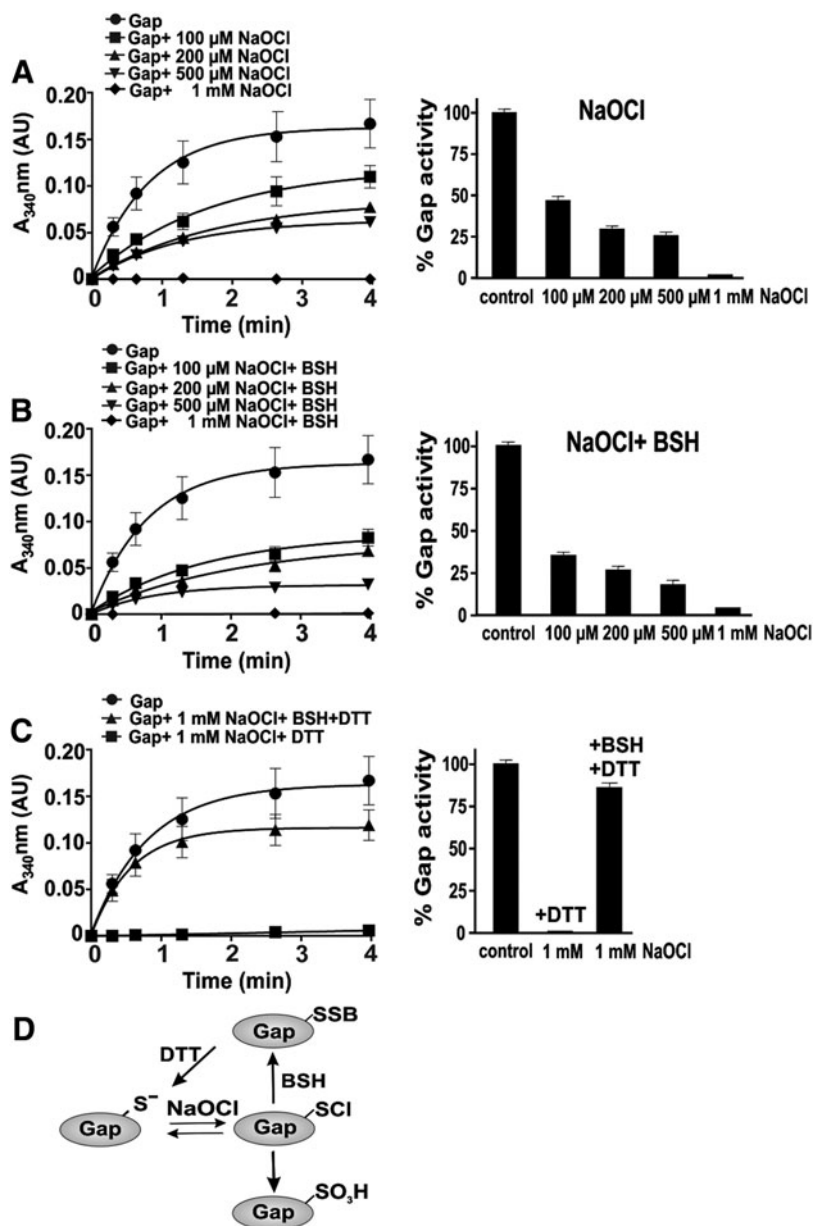 Gap
Gap+ 100 µM NaOCl
Gap+ 200 µM NaOCl
Gap+ 500 µM NaOCl
Gap+ 1 mM NaOCl
A
0.20
0.15
0.10
0.05
0
A340nm (AU)
0 1 2 3 4
Time (min)
NaOCl
100
75
50
25
0
% Gap activity
control 100 µM 200 µM 500 µM 1 mM NaOCl
Gap
Gap+ 100 µM NaOCl+ BSH
Gap+ 200 µM NaOCl+ BSH
Gap+ 500 µM NaOCl+ BSH
Gap+ 1 mM NaOCl+ BSH
B
0.20
0.15
0.10
0.05
0
A340nm (AU)
0 1 2 3 4
Time (min)
NaOCl+ BSH
100
75
50
25
0
% Gap activity
control 100 µM 200 µM 500 µM 1 mM NaOCl
Gap
Gap+ 1 mM NaOCl+ BSH+DTT
Gap+ 1 mM NaOCl+ DTT
C
0.20
0.15
0.10
0.05
0
A340nm (AU)
0 1 2 3 4
Time (min)
+BSH
+DTT
+DTT
100
75
50
25
0
% Gap activity
control 1 mM 1 mM NaOCl
D
Gap SSB
DTT
BSH
Gap S−
NaOCl
Gap SCl
Gap SO3H